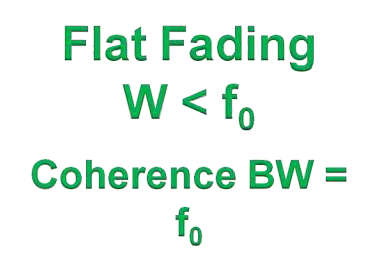 Flat Fading
W < f₀
Coherence BW =
f₀